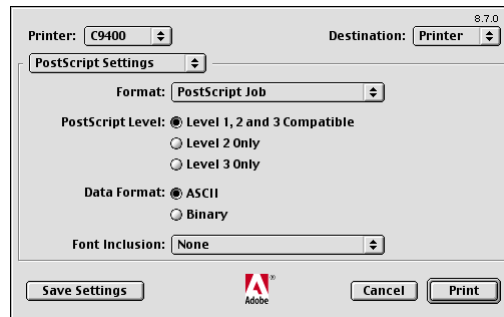 8.7.0
Printer: C9400 Destination: Printer
PostScript Settings
Format: PostScript Job
PostScript Level: Level 1, 2 and 3 Compatible
Level 2 Only
Level 3 Only
Data Format: ASCII
Binary
Font Inclusion: None
Save Settings Adobe® Cancel Print